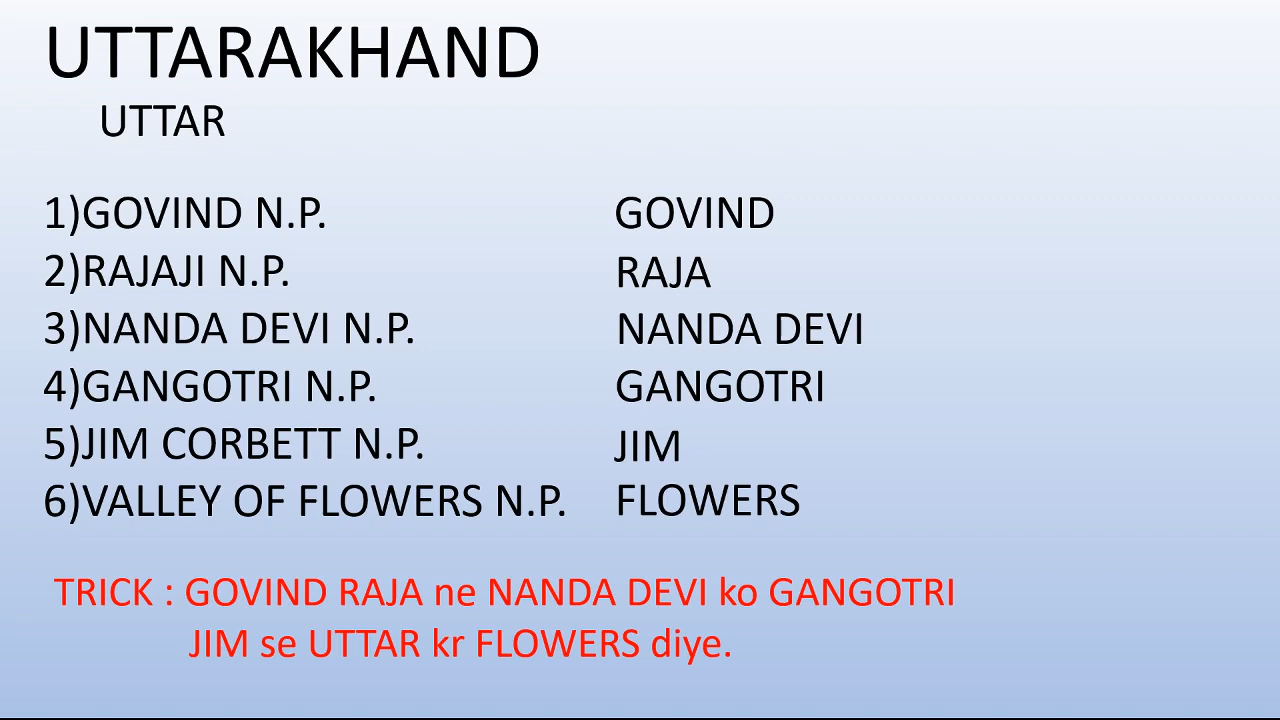 UTTARAKHAND
UTTAR
1)GOVIND N.P. GOVIND
2)RAJAJI N.P. RAJA
3)NANDA DEVI N.P. NANDA DEVI
4)GANGOTRI N.P. GANGOTRI
5)JIM CORBETT N.P. JIM
6)VALLEY OF FLOWERS N.P. FLOWERS
TRICK : GOVIND RAJA ne NANDA DEVI ko GANGOTRI
JIM se UTTAR kr FLOWERS diye.